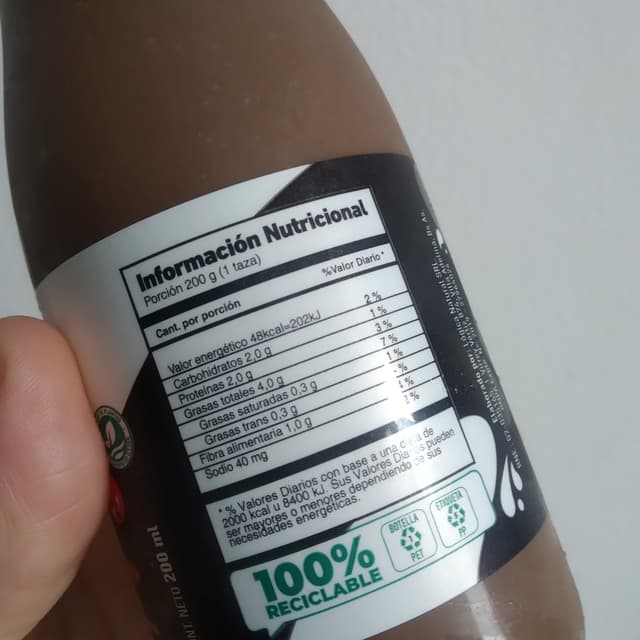 Información Nutricional
Porción 200 g (1 taza)
Cant. por porción %Valor Diario*
Valor energético 48kcal=202kJ 2%
Carbohidratos 2,0 g 1%
Proteínas 2,0 g 3%
Grasas totales 4,0 g 7%
Grasas saturadas 0,3 g 1%
Grasas trans 0,3 g -%
Fibra alimentaria 1,0 g 4%
Sodio 40 mg 2%
* % Valores Diarios con base a una dieta de
2000 kcal u 8400 kJ. Sus Valores Diarios pueden
ser mayores o menores dependiendo de sus
necesidades energéticas.
100%
RECICLABLE
BOTELLA
PET
ETIQUETA
PP
NT NETO 200 ml